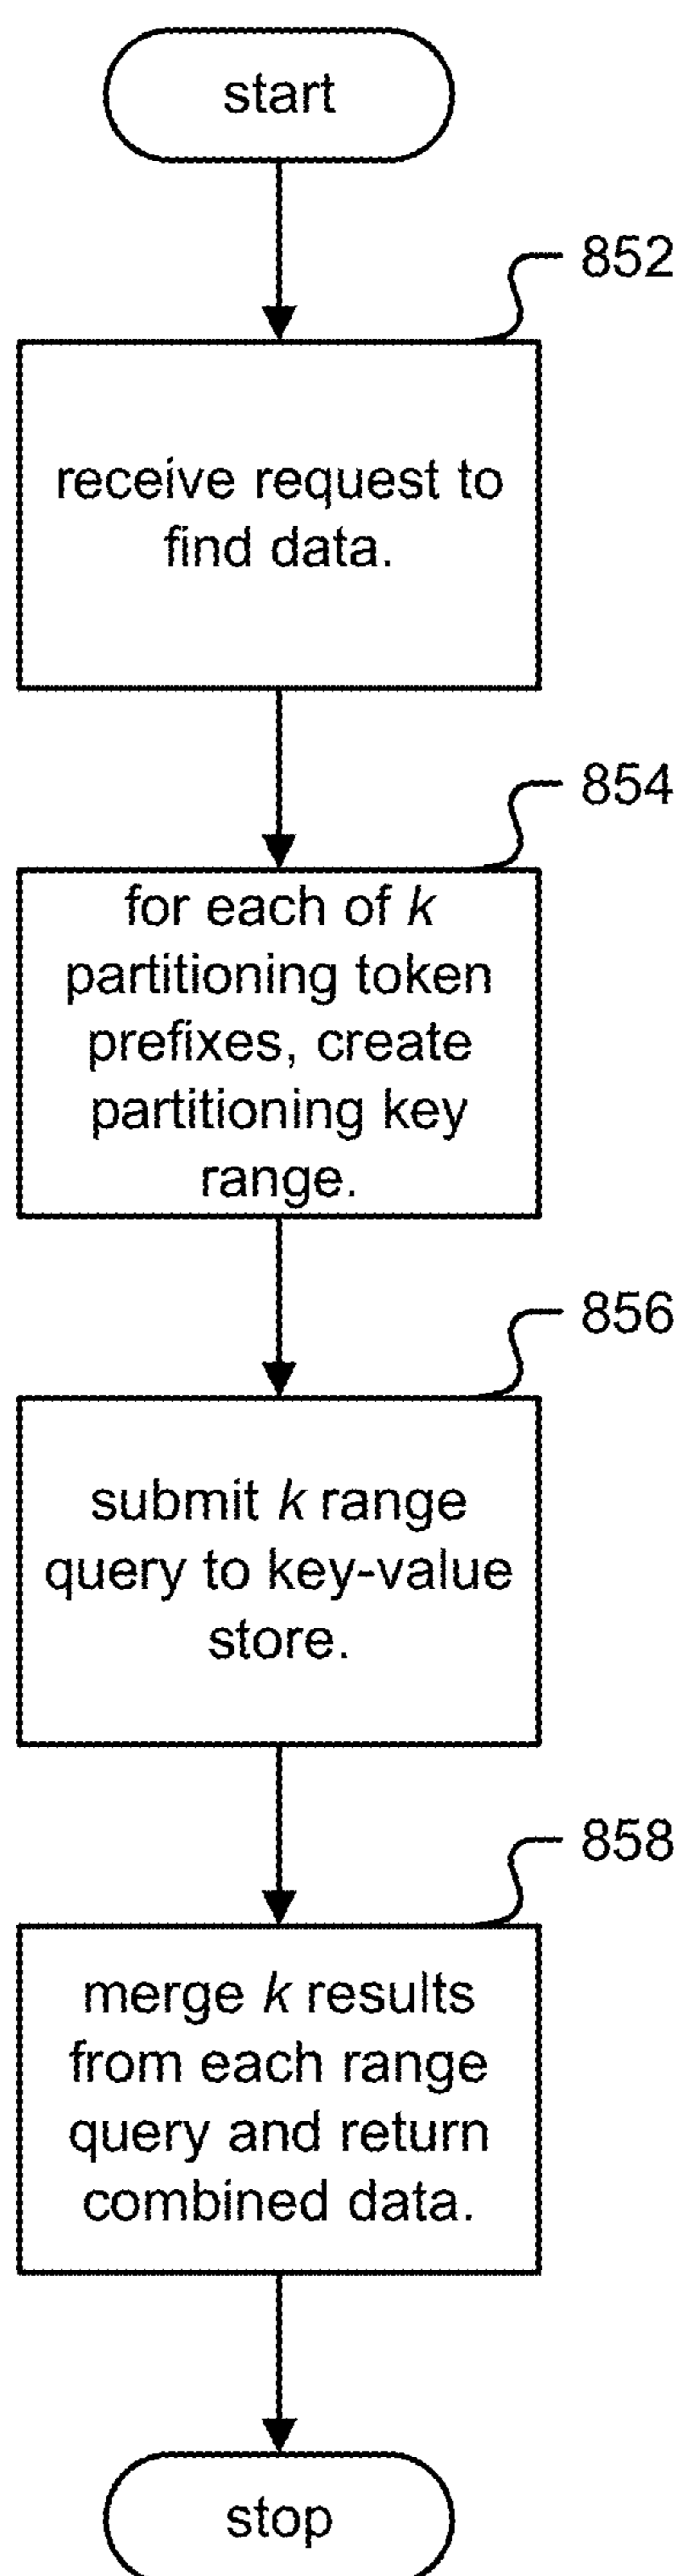 start
852
receive request to
find data.
854
for each of k
partitioning token
prefixes, create
partitioning key
range.
856
submit k range
query to key-value
store.
858
merge k results
from each range
query and return
combined data.
stop